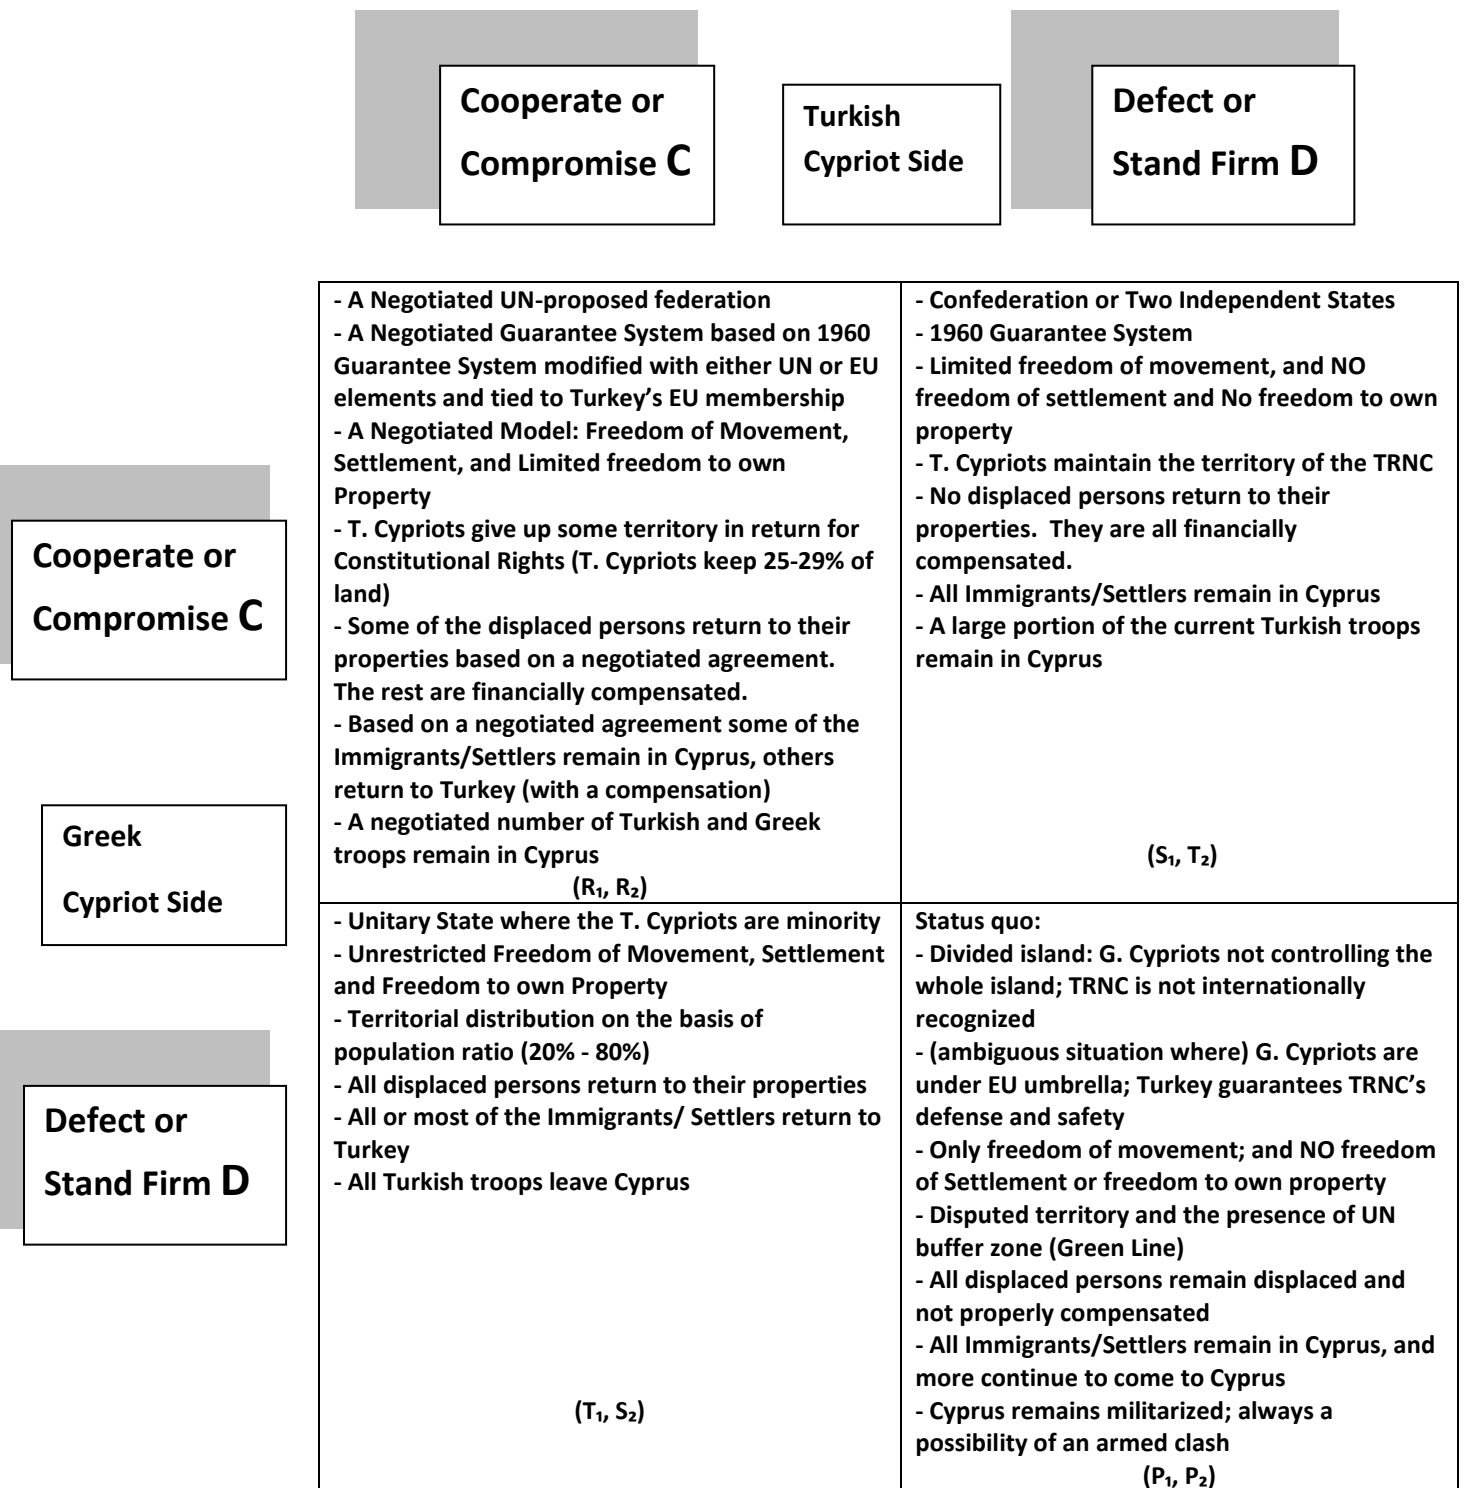 Cooperate or
Compromise C
Turkish
Cypriot Side
Defect or
Stand Firm D
Cooperate or
Compromise C
Greek
Cypriot Side
Defect or
Stand Firm D
- A Negotiated UN-proposed federation
- A Negotiated Guarantee System based on 1960
Guarantee System modified with either UN or EU
elements and tied to Turkey’s EU membership
- A Negotiated Model: Freedom of Movement,
Settlement, and Limited freedom to own
Property
- T. Cypriots give up some territory in return for
Constitutional Rights (T. Cypriots keep 25-29% of
land)
- Some of the displaced persons return to their
properties based on a negotiated agreement.
The rest are financially compensated.
- Based on a negotiated agreement some of the
Immigrants/Settlers remain in Cyprus, others
return to Turkey (with a compensation)
- A negotiated number of Turkish and Greek
troops remain in Cyprus
(R₁, R₂)
- Confederation or Two Independent States
- 1960 Guarantee System
- Limited freedom of movement, and NO
freedom of settlement and No freedom to own
property
- T. Cypriots maintain the territory of the TRNC
- No displaced persons return to their
properties. They are all financially
compensated.
- All Immigrants/Settlers remain in Cyprus
- A large portion of the current Turkish troops
remain in Cyprus
(S₁, T₂)
- Unitary State where the T. Cypriots are minority
- Unrestricted Freedom of Movement, Settlement
and Freedom to own Property
- Territorial distribution on the basis of
population ratio (20% - 80%)
- All displaced persons return to their properties
- All or most of the Immigrants/ Settlers return to
Turkey
- All Turkish troops leave Cyprus
(T₁, S₂)
Status quo:
- Divided island: G. Cypriots not controlling the
whole island; TRNC is not internationally
recognized
- (ambiguous situation where) G. Cypriots are
under EU umbrella; Turkey guarantees TRNC’s
defense and safety
- Only freedom of movement; and NO freedom
of Settlement or freedom to own property
- Disputed territory and the presence of UN
buffer zone (Green Line)
- All displaced persons remain displaced and
not properly compensated
- All Immigrants/Settlers remain in Cyprus, and
more continue to come to Cyprus
- Cyprus remains militarized; always a
possibility of an armed clash
(P₁, P₂)